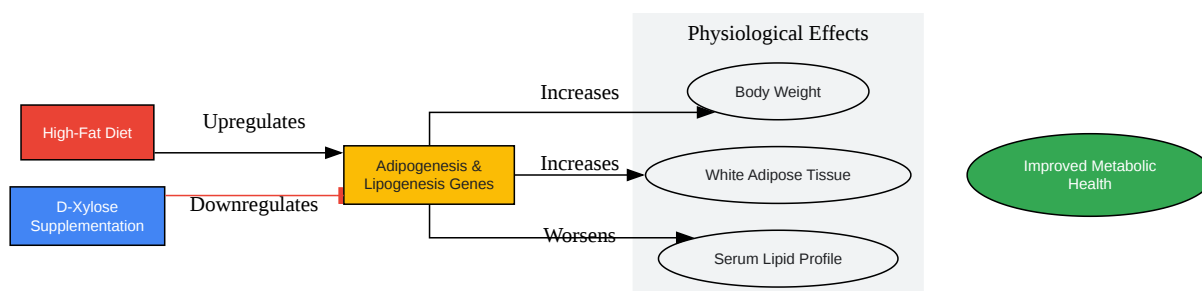 Physiological Effects
Increases
Body Weight
High-Fat Diet
Upregulates
Adipogenesis &
Lipogenesis Genes
Increases
White Adipose Tissue
Improved Metabolic
Health
D-Xylose
Supplementation
Downregulates
Worsens
Serum Lipid Profile